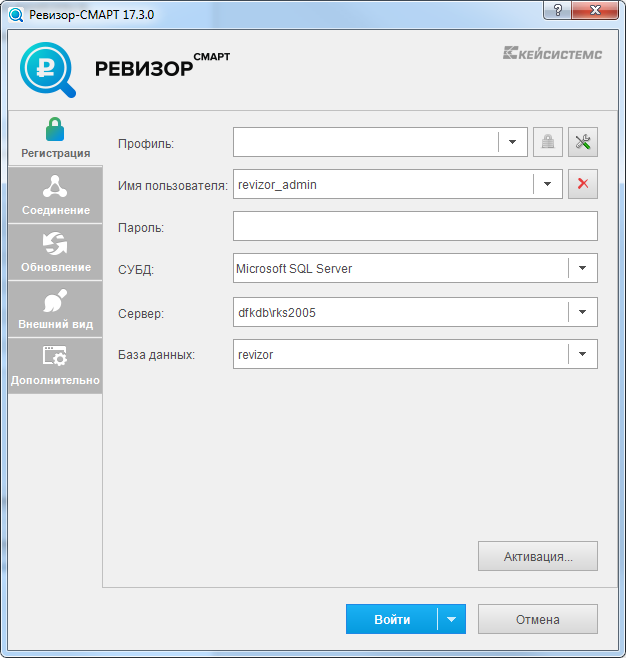 Ревизор-СМАРТ 17.3.0
РЕВИЗОР СМАРТ
КЕЙСИСТЕМС
Регистрация
Соединение
Обновление
Внешний вид
Дополнительно
Профиль:
Имя пользователя: revizor_admin
Пароль:
СУБД: Microsoft SQL Server
Сервер: dfkdb\rks2005
База данных: revizor
Активация...
Войти
Отмена